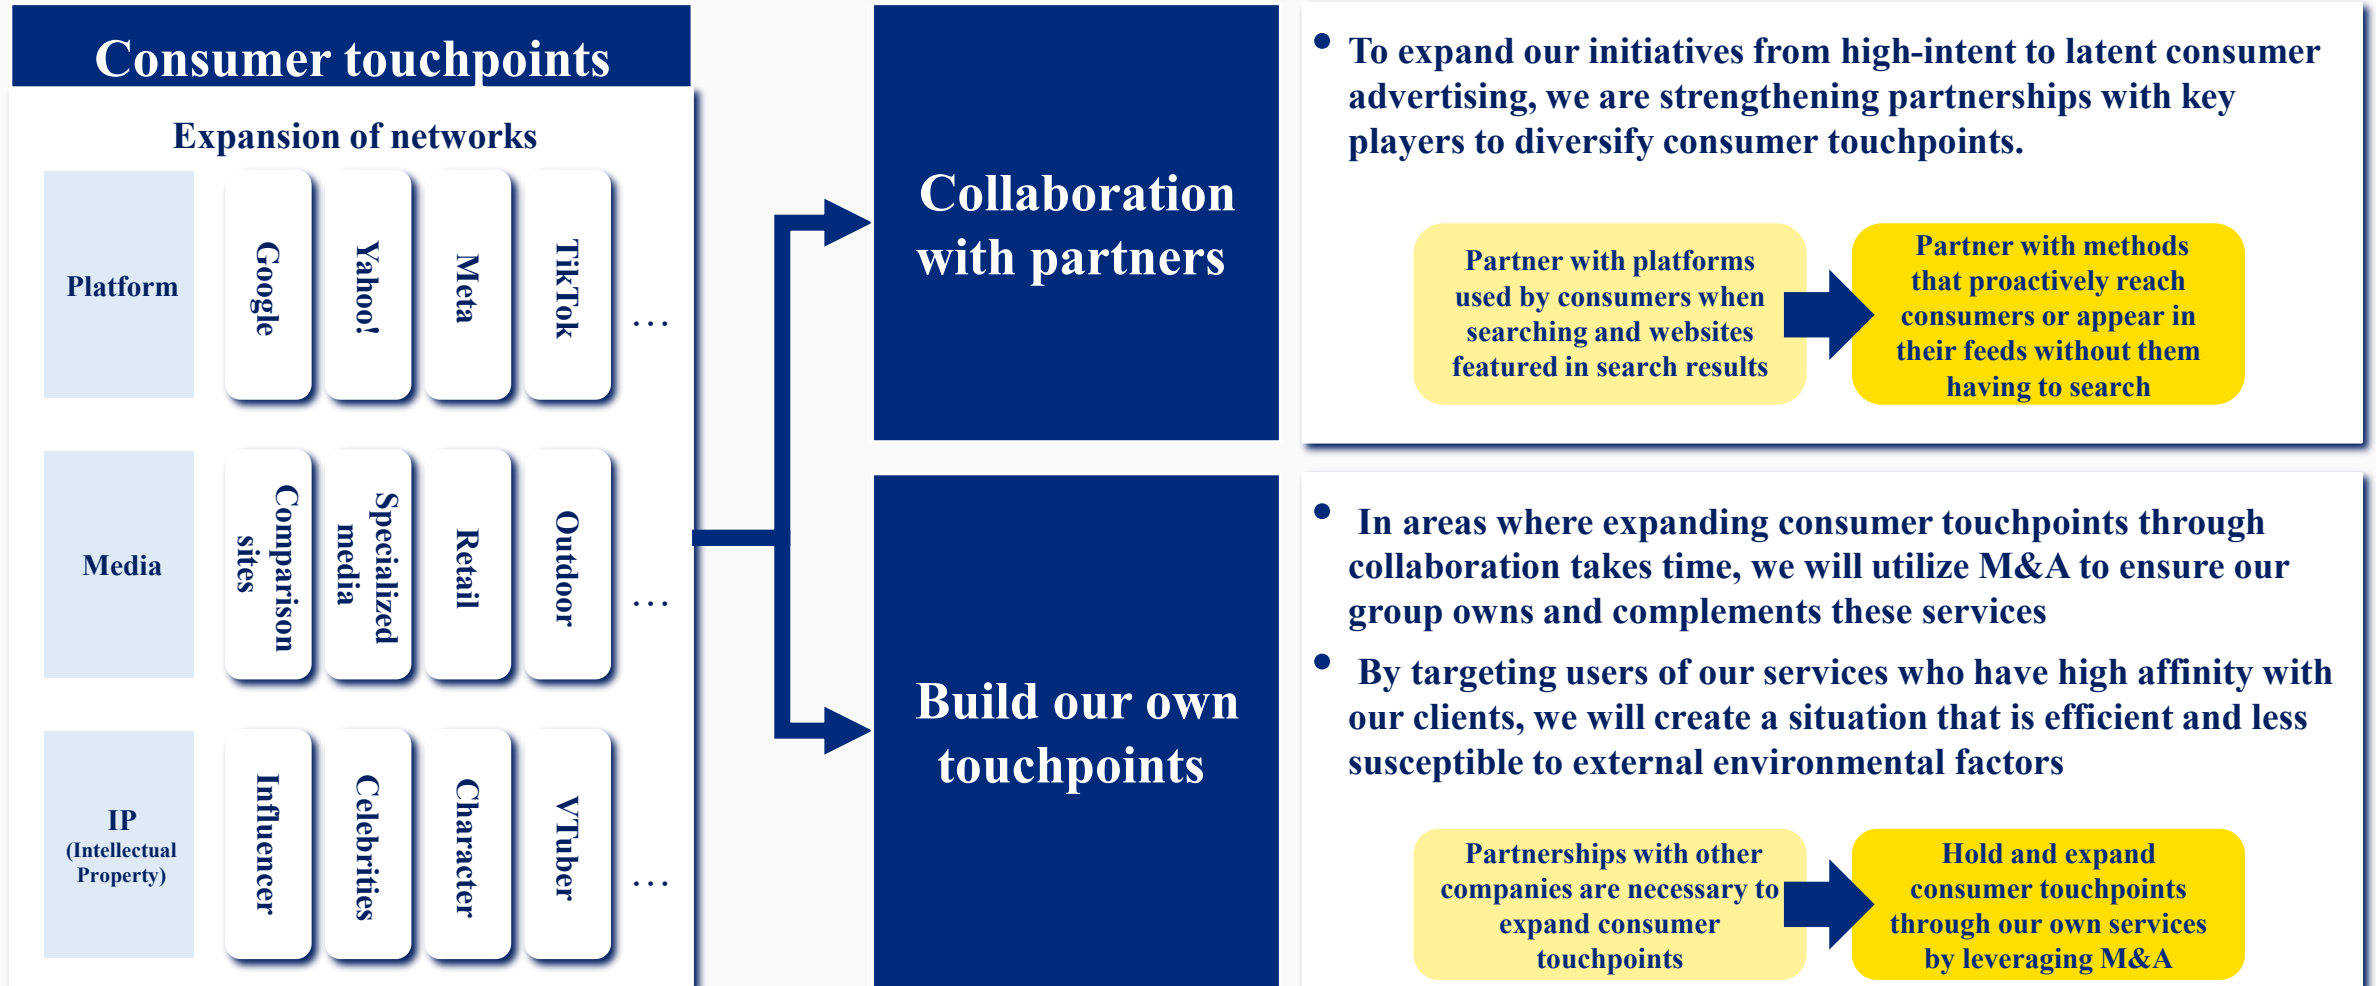 Consumer touchpoints
Expansion of networks
Platform
Google
Yahoo!
Meta
TikTok
…
Media
Comparison
sites
Specialized
media
Retail
Outdoor
…
IP
(Intellectual
Property)
Influencer
Celebrities
Character
VTuber
…
Collaboration
with partners
• To expand our initiatives from high-intent to latent consumer
advertising, we are strengthening partnerships with key
players to diversify consumer touchpoints.
Partner with platforms
used by consumers when
searching and websites
featured in search results
Partner with methods
that proactively reach
consumers or appear in
their feeds without them
having to search
Build our own
touchpoints
• In areas where expanding consumer touchpoints through
collaboration takes time, we will utilize M&A to ensure our
group owns and complements these services
• By targeting users of our services who have high affinity with
our clients, we will create a situation that is efficient and less
susceptible to external environmental factors
Partnerships with other
companies are necessary to
expand consumer
touchpoints
Hold and expand
consumer touchpoints
through our own services
by leveraging M&A